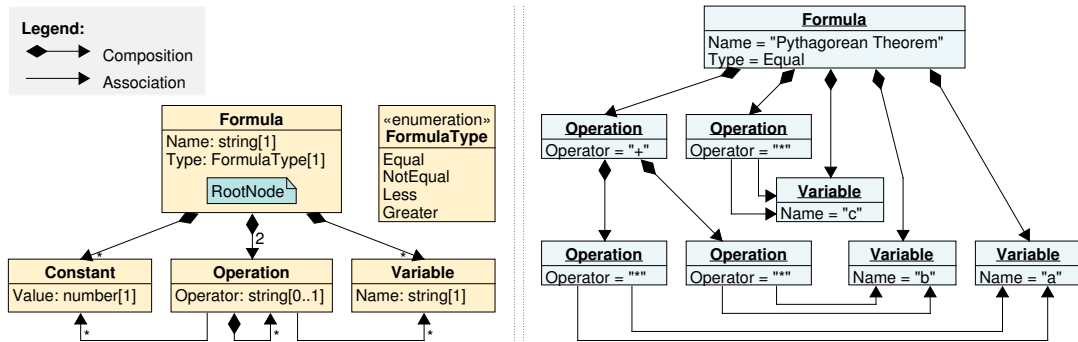 Legend:
Composition
Association
Formula
Name: string[1]
Type: FormulaType[1]
RootNode
«enumeration»
FormulaType
Equal
NotEqual
Less
Greater
2
*
*
Constant
Value: number[1]
Operation
Operator: string[0..1]
Variable
Name: string[1]
*
*
*
Formula
Name = "Pythagorean Theorem"
Type = Equal
Operation
Operator = "+"
Operation
Operator = "*"
Variable
Name = "c"
Operation
Operator = "*"
Operation
Operator = "*"
Variable
Name = "b"
Variable
Name = "a"